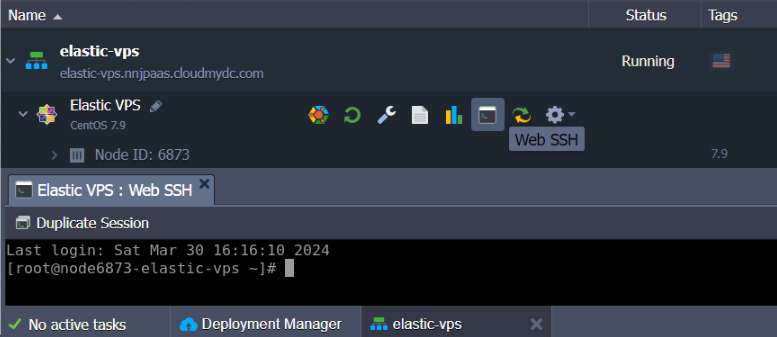 Name Status Tags
elastic-vps
elastic-vps.nnjpaas.cloudmydc.com Running
Elastic VPS
CentOS 7.9
Web SSH
Node ID: 6873 7.9
Elastic VPS : Web SSH
Duplicate Session
Last login: Sat Mar 30 16:16:10 2024
[root@node6873-elastic-vps ~]#
No active tasks Deployment Manager elastic-vps